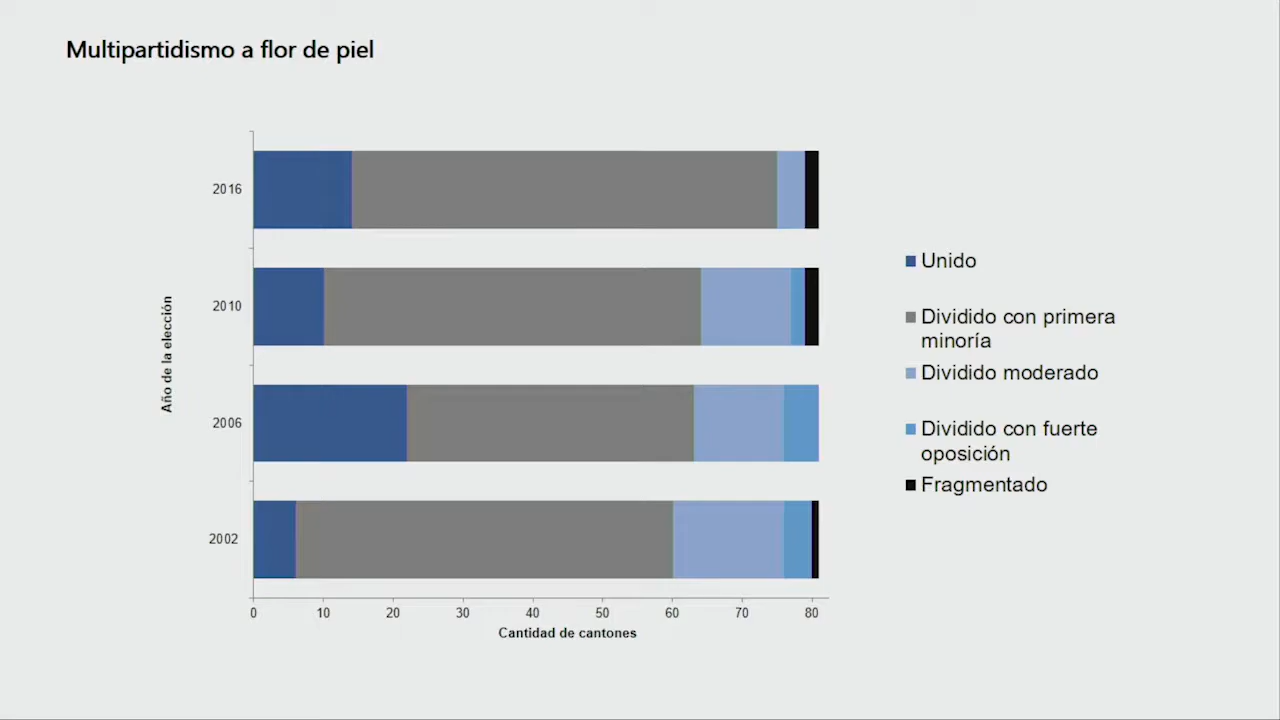 Multipartidismo a flor de piel
2016
2010
2006
2002
Año de la elección
0 10 20 30 40 50 60 70 80
Cantidad de cantones
Unido
Dividido con primera
minoría
Dividido moderado
Dividido con fuerte
oposición
Fragmentado